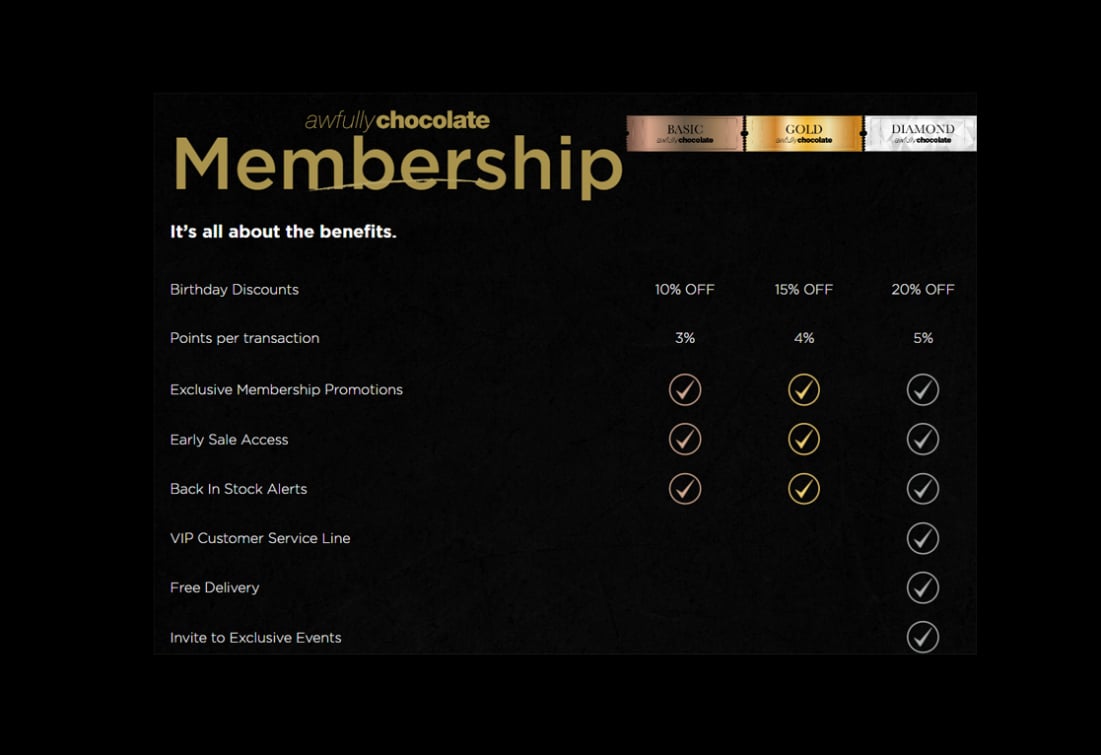 awfullychocolate
Membership
BASIC GOLD DIAMOND
awfullychocolate awfullychocolate awfullychocolate
It's all about the benefits.
Birthday Discounts 10% OFF 15% OFF 20% OFF
Points per transaction 3% 4% 5%
Exclusive Membership Promotions
Early Sale Access
Back In Stock Alerts
VIP Customer Service Line
Free Delivery
Invite to Exclusive Events